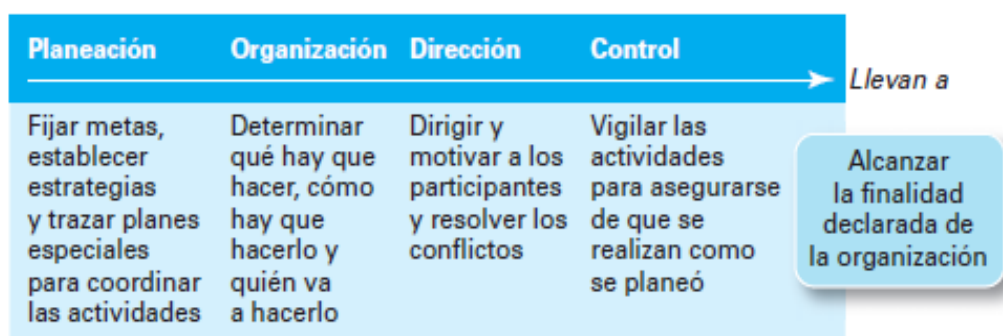 Planeación
Organización
Dirección
Control
Llevan a
Fijar metas,
establecer
estrategias
y trazar planes
especiales
para coordinar
las actividades
Determinar
qué hay que
hacer, cómo
hay que
hacerlo y
quién va
a hacerlo
Dirigir y
motivar a los
participantes
y resolver los
conflictos
Vigilar las
actividades
para asegurarse
de que se
realizan como
se planeó
Alcanzar
la finalidad
declarada de
la organización